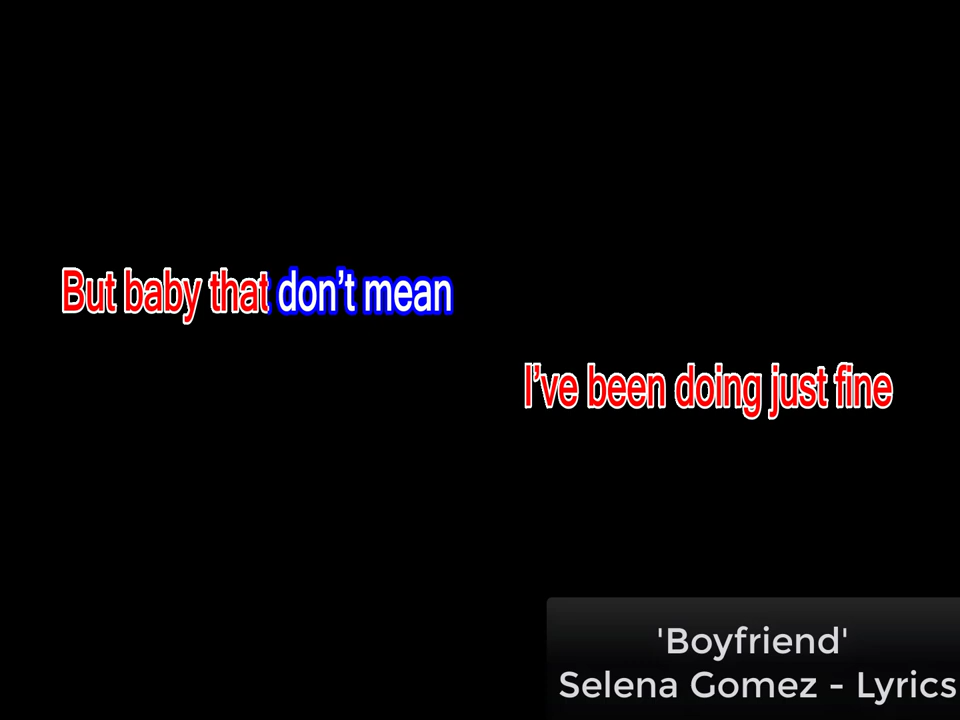 But baby that don’t mean
I’ve been doing just fine
'Boyfriend'
Selena Gomez - Lyrics